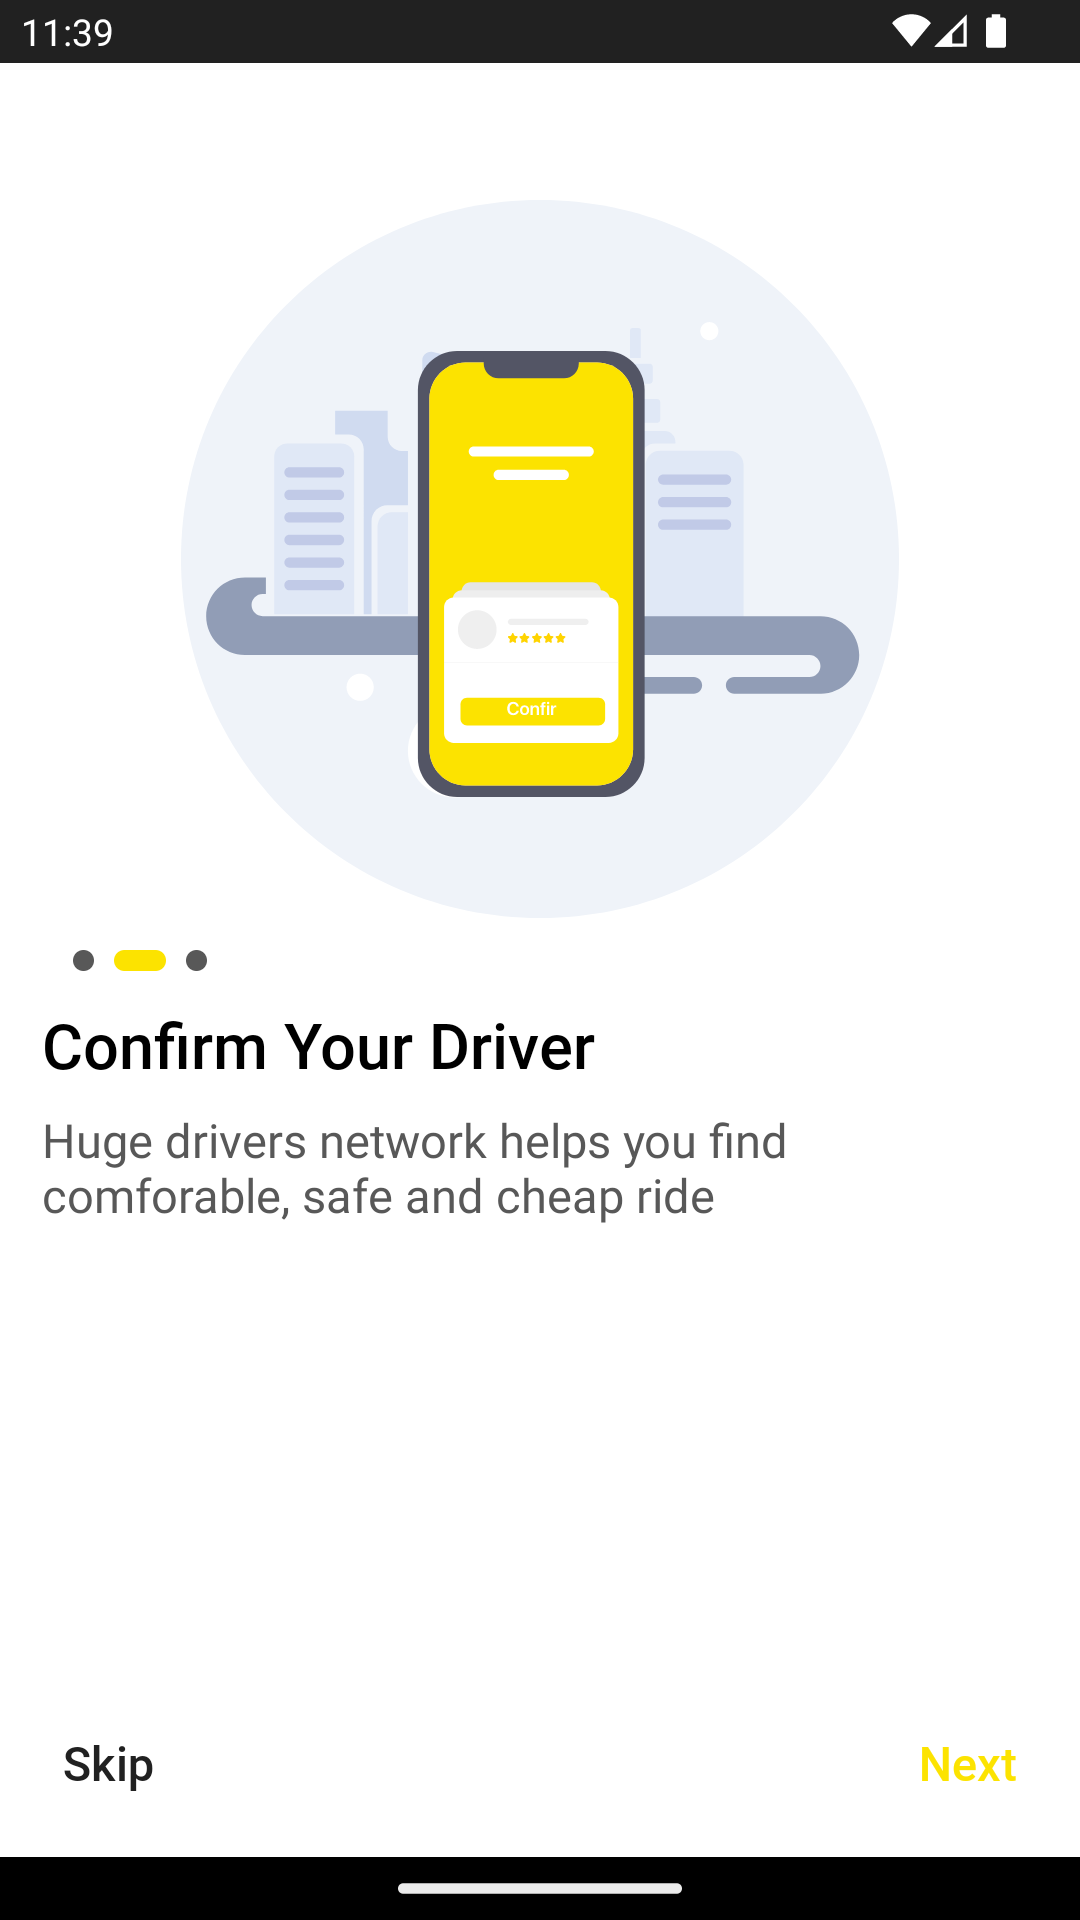 11:39
Confir
Confirm Your Driver
Huge drivers network helps you find
comforable, safe and cheap ride
Skip
Next